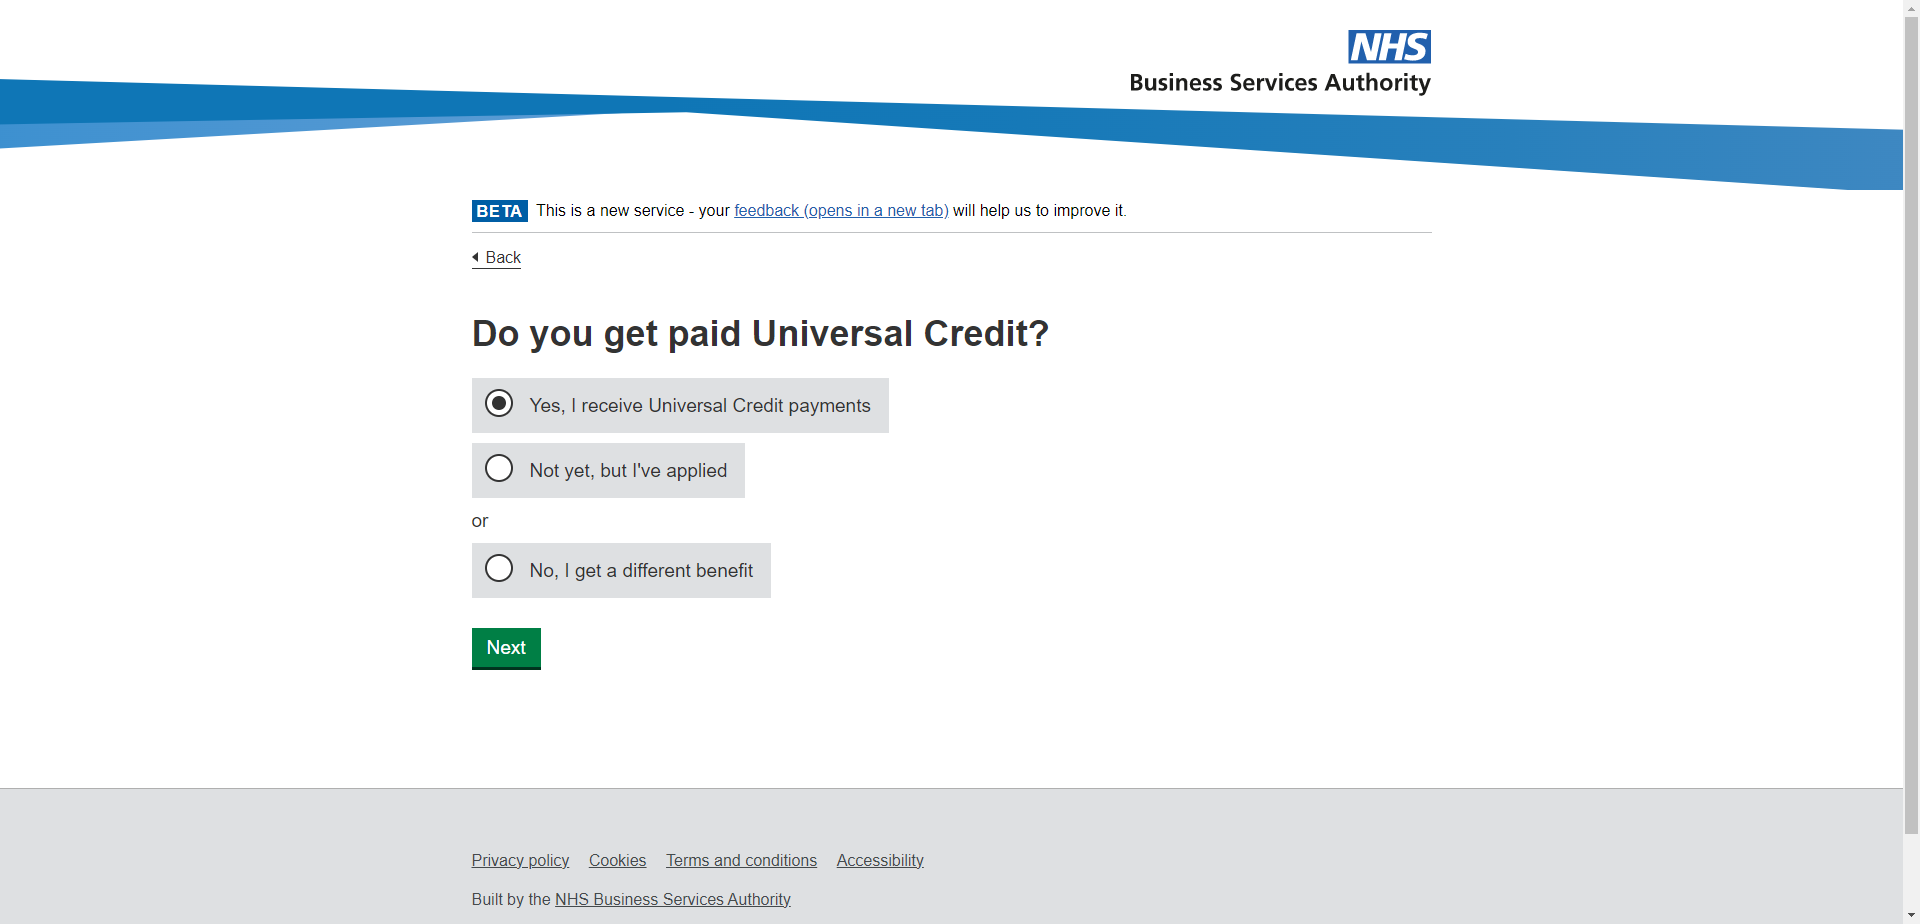 NHS
Business Services Authority
BETA This is a new service - your feedback (opens in a new tab) will help us to improve it.
Back
Do you get paid Universal Credit?
Yes, I receive Universal Credit payments
Not yet, but I've applied
or
No, I get a different benefit
Next
Privacy policy Cookies Terms and conditions Accessibility
Built by the NHS Business Services Authority